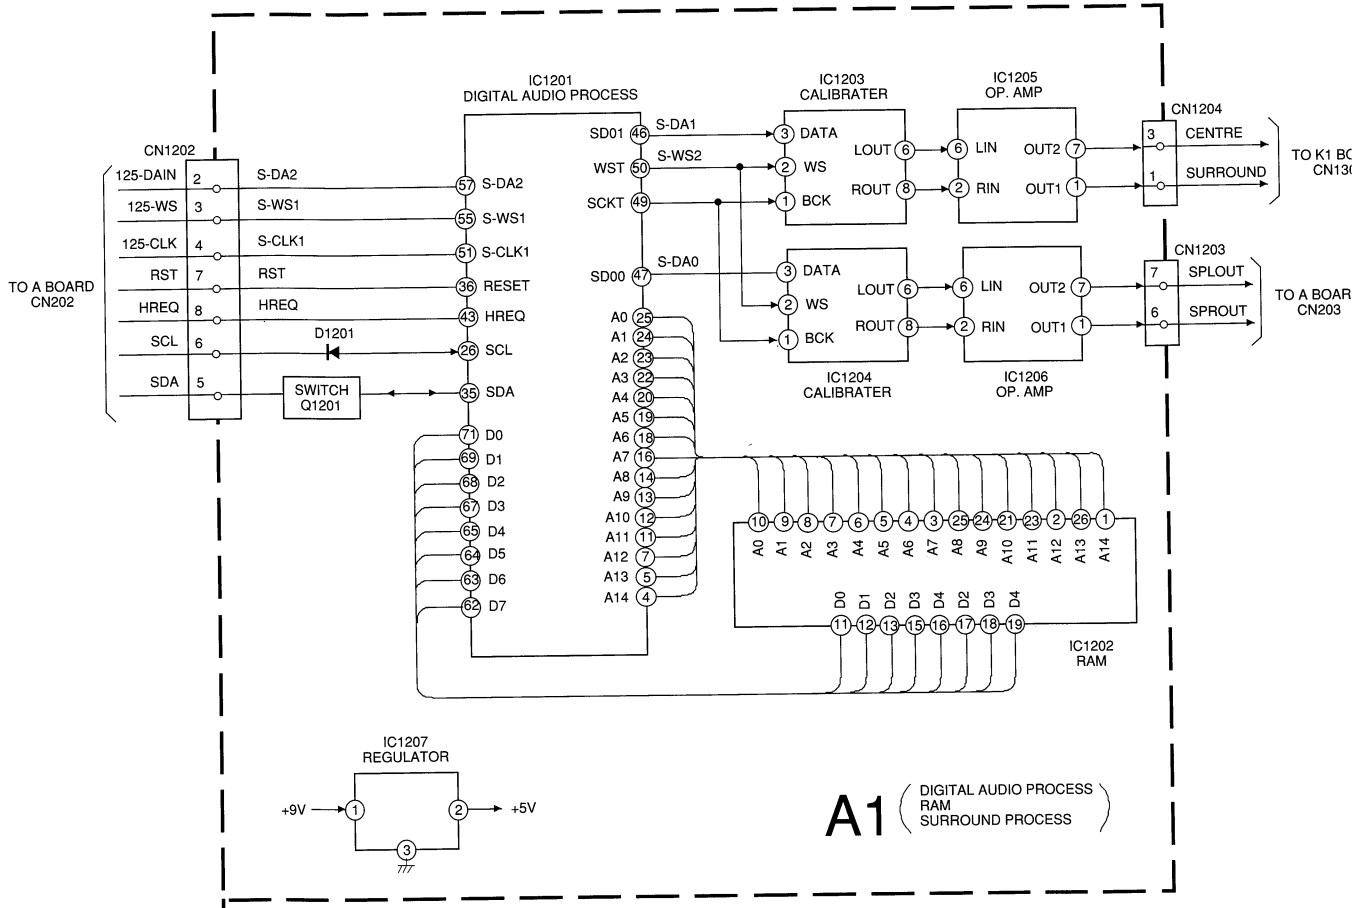 IC1201
DIGITAL AUDIO PROCESS
IC1203
CALIBRATER
IC1205
OP. AMP
CN1204
CN1202
125-DAIN 2 S-DA2 57 S-DA2
125-WS 3 S-WS1 55 S-WS1
125-CLK 4 S-CLK1 51 S-CLK1
RST 7 RST 36 RESET
HREQ 8 HREQ 43 HREQ
SCL 6 D1201 26 SCL
SDA 5 SWITCH
Q1201 35 SDA
TO A BOARD
CN202
71 D0
69 D1
68 D2
67 D3
65 D4
64 D5
63 D6
62 D7
SD01 46 S-DA1
WST 50 S-WS2
SCKT 49
SD00 47 S-DA0
A0 25
A1 24
A2 23
A3 22
A4 20
A5 19
A6 18
A7 16
A8 14
A9 13
A10 12
A11 11
A12 7
A13 5
A14 4
3 DATA
2 WS
1 BCK
LOUT 6
ROUT 8
6 LIN
2 RIN
OUT2 7
OUT1 1
3 CENTRE
1 SURROUND
TO K1 BO
CN130
3 DATA
2 WS
1 BCK
LOUT 6
ROUT 8
IC1204
CALIBRATER
6 LIN
2 RIN
OUT2 7
OUT1 1
IC1206
OP. AMP
CN1203
7 SPLOUT
6 SPROUT
TO A BOAR
CN203
10 9 8 7 6 5 4 3 25 24 21 23 2 26 1
A0 A1 A2 A3 A4 A5 A6 A7 A8 A9 A10 A11 A12 A13 A14
D0 D1 D2 D3 D4 D2 D3 D4
11 12 13 15 16 17 18 19
IC1202
RAM
IC1207
REGULATOR
+9V 1 2 +5V
3
A1
DIGITAL AUDIO PROCESS
RAM
SURROUND PROCESS